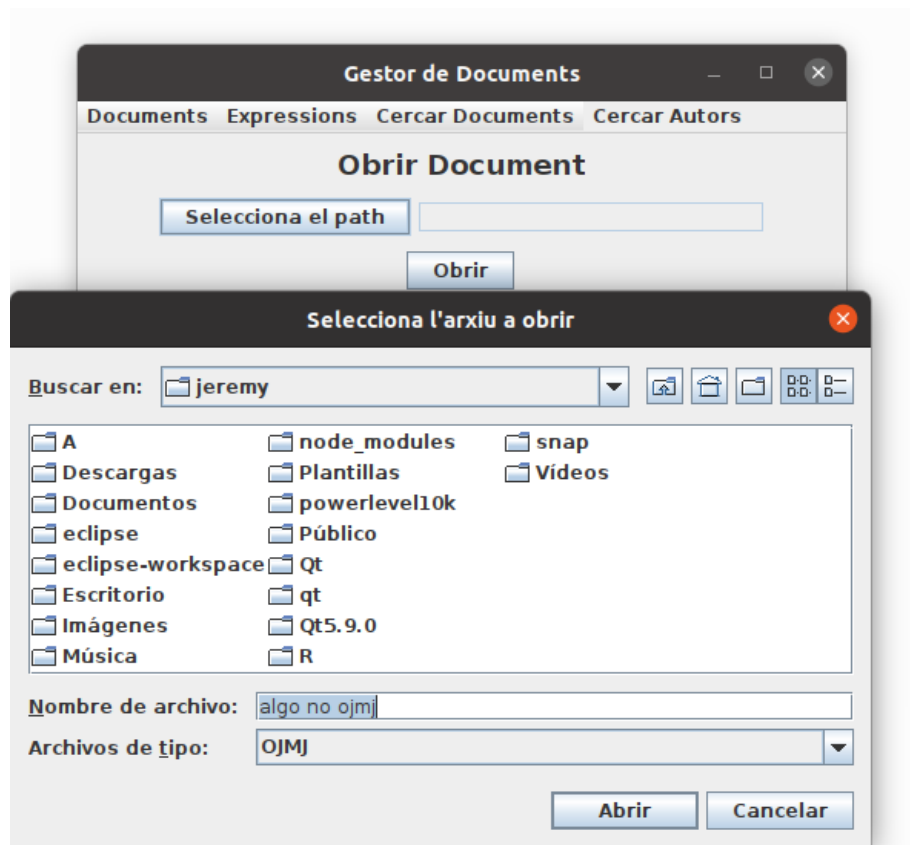 Gestor de Documents
Documents Expressions Cercar Documents Cercar Autors
Obrir Document
Selecciona el path
Obrir
Selecciona l'arxiu a obrir
Buscar en: jeremy
A node_modules snap
Descargas Plantillas Vídeos
Documentos powerlevel10k
eclipse Público
eclipse-workspace Qt
Escritorio qt
Imágenes Qt5.9.0
Música R
Nombre de archivo: algo no ojmj
Archivos de tipo: OJMJ
Abrir Cancelar